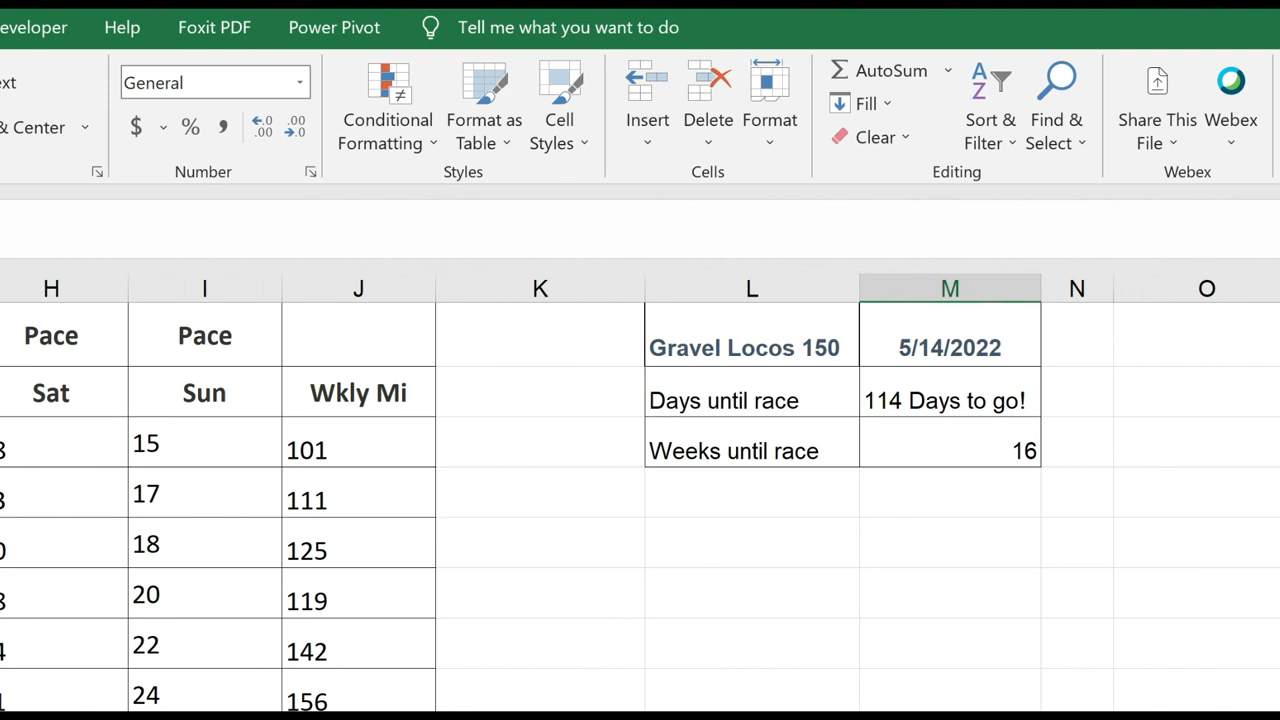 eveloper Help Foxit PDF Power Pivot Tell me what you want to do
ext General AutoSum
Fill
& Center $ % , .0 .00 .00 .0 Conditional Formatting Format as Table Cell Styles Insert Delete Format Clear Sort & Filter Find & Select Share This File Webex
Number Styles Cells Editing Webex
H I J K L M N O
Pace Pace Gravel Locos 150 5/14/2022
Sat Sun Wkly Mi Days until race 114 Days to go!
15 101 Weeks until race 16
17 111
18 125
20 119
22 142
24 156